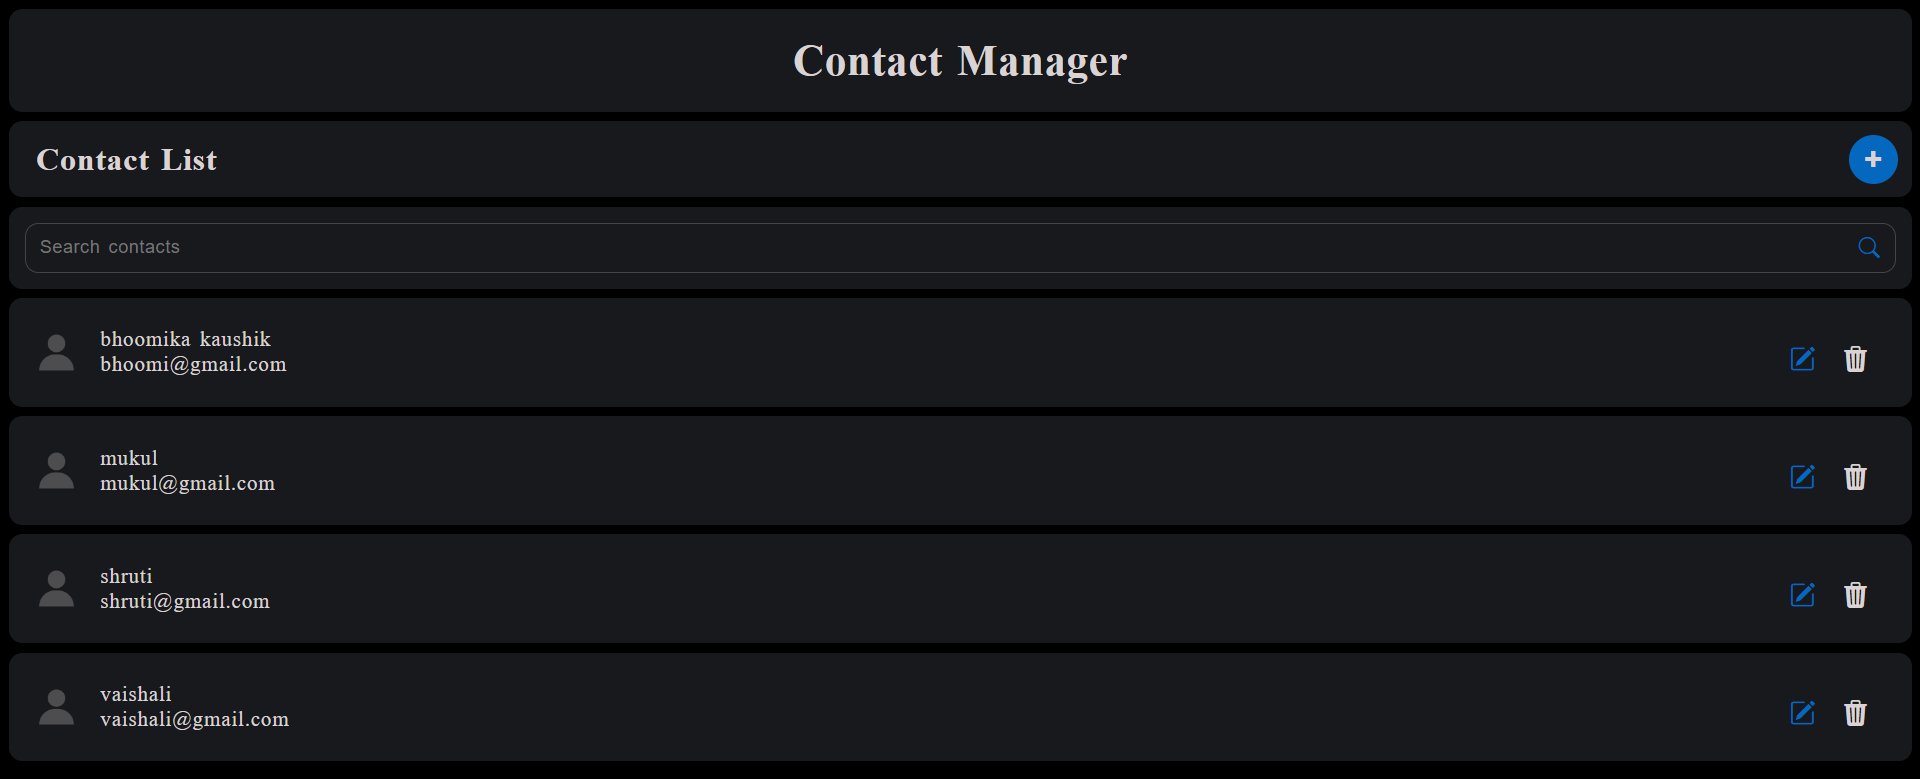 Contact Manager
Contact List
+
Search contacts
bhoomika kaushik
bhoomi@gmail.com
mukul
mukul@gmail.com
shruti
shruti@gmail.com
vaishali
vaishali@gmail.com